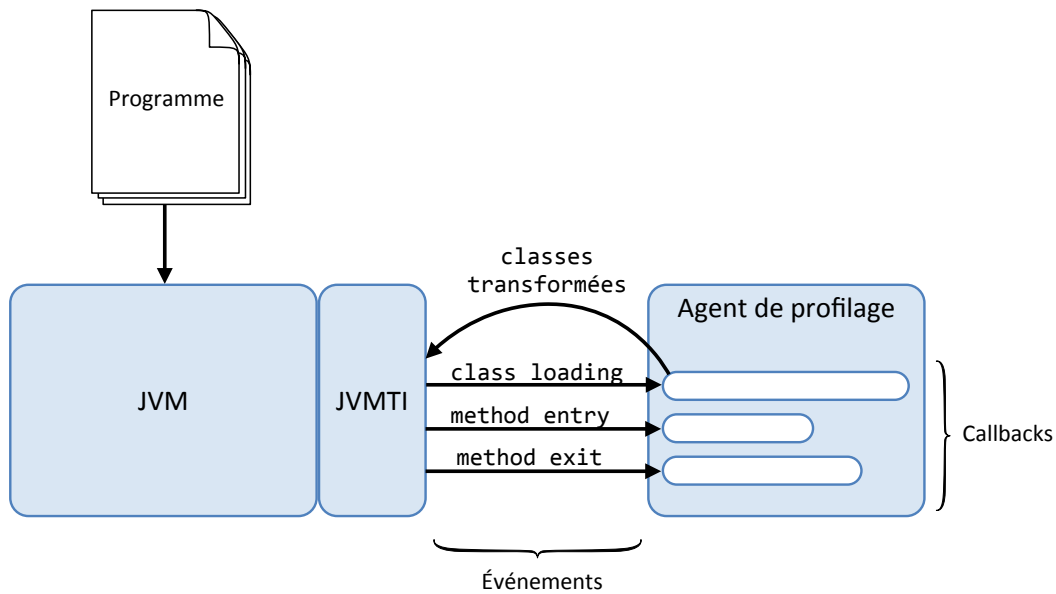 Programme
classes
transformées
Agent de profilage
JVM
JVMTI
class loading
method entry
method exit
Callbacks
Événements